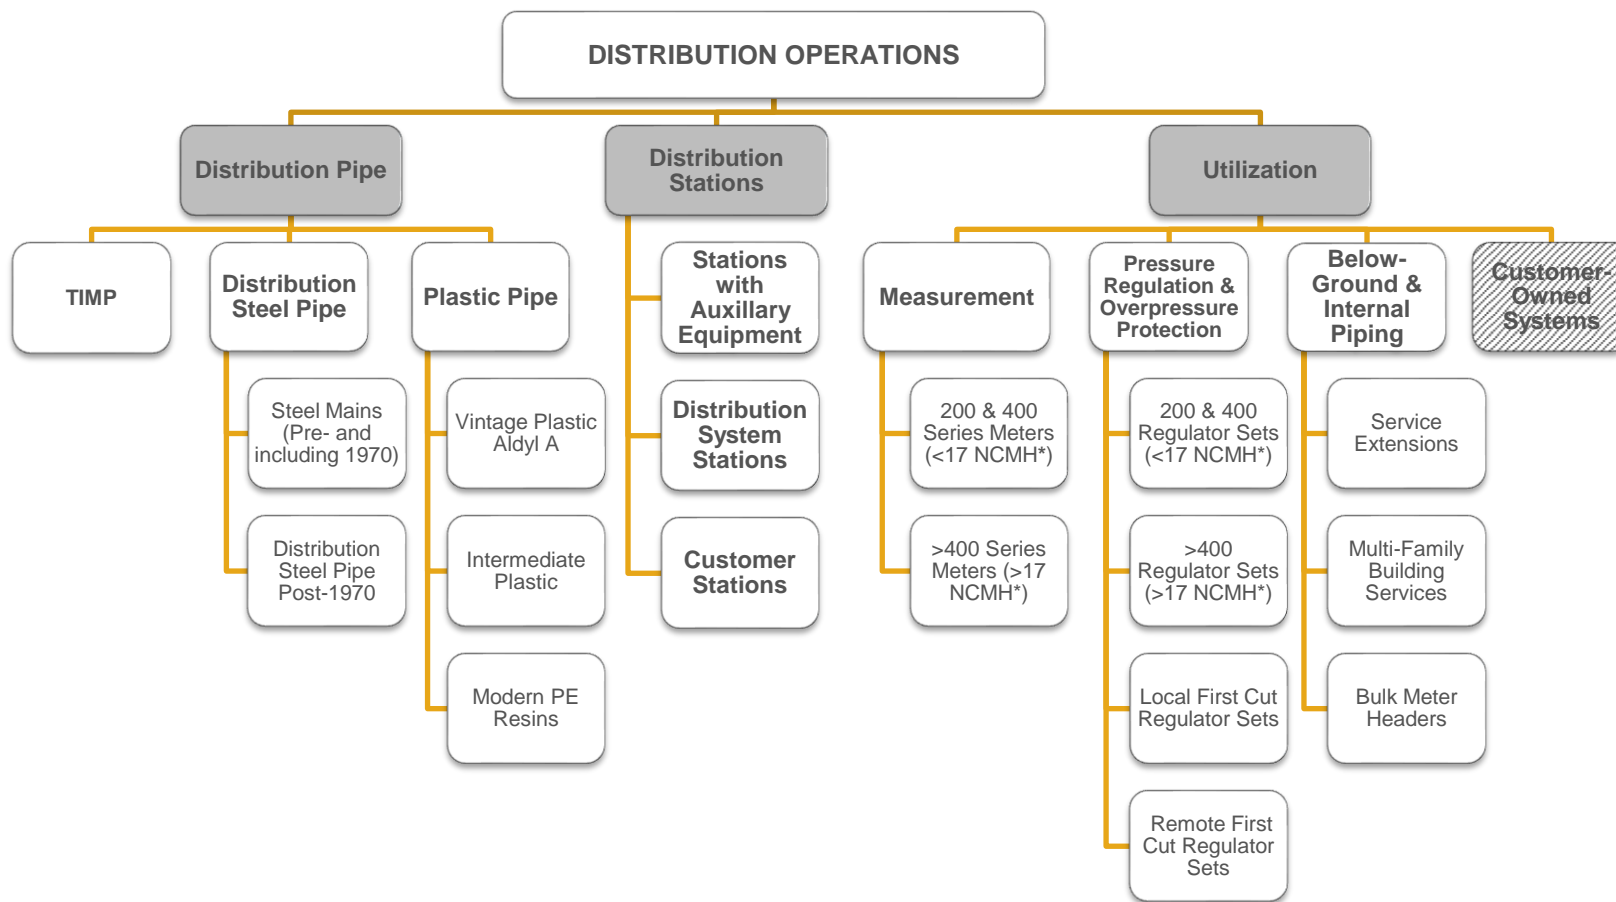 DISTRIBUTION OPERATIONS
Distribution Pipe
Distribution
Stations
Utilization
TIMP
Distribution
Steel Pipe
Plastic Pipe
Stations
with
Auxillary
Equipment
Measurement
Pressure
Regulation &
Overpressure
Protection
Below-
Ground &
Internal
Piping
Customer-
Owned
Systems
Steel Mains
(Pre- and
including 1970)
Vintage Plastic
Aldyl A
Distribution
System
Stations
200 & 400
Series Meters
(<17 NCMH*)
200 & 400
Regulator Sets
(<17 NCMH*)
Service
Extensions
Distribution
Steel Pipe
Post-1970
Intermediate
Plastic
Customer
Stations
>400 Series
Meters (>17
NCMH*)
>400
Regulator Sets
(>17 NCMH*)
Multi-Family
Building
Services
Modern PE
Resins
Local First Cut
Regulator Sets
Bulk Meter
Headers
Remote First
Cut Regulator
Sets